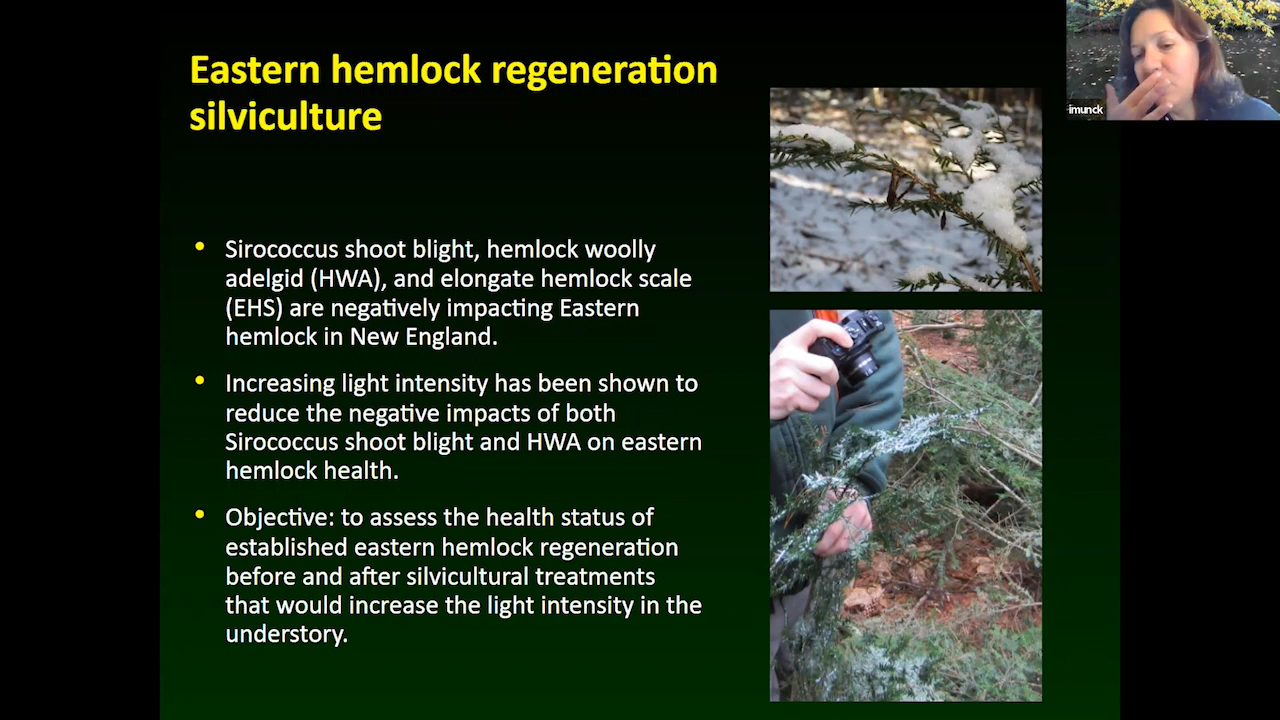 Eastern hemlock regeneration
silviculture
imunck
• Sirococcus shoot blight, hemlock woolly
adelgid (HWA), and elongate hemlock scale
(EHS) are negatively impacting Eastern
hemlock in New England.
• Increasing light intensity has been shown to
reduce the negative impacts of both
Sirococcus shoot blight and HWA on eastern
hemlock health.
• Objective: to assess the health status of
established eastern hemlock regeneration
before and after silvicultural treatments
that would increase the light intensity in the
understory.